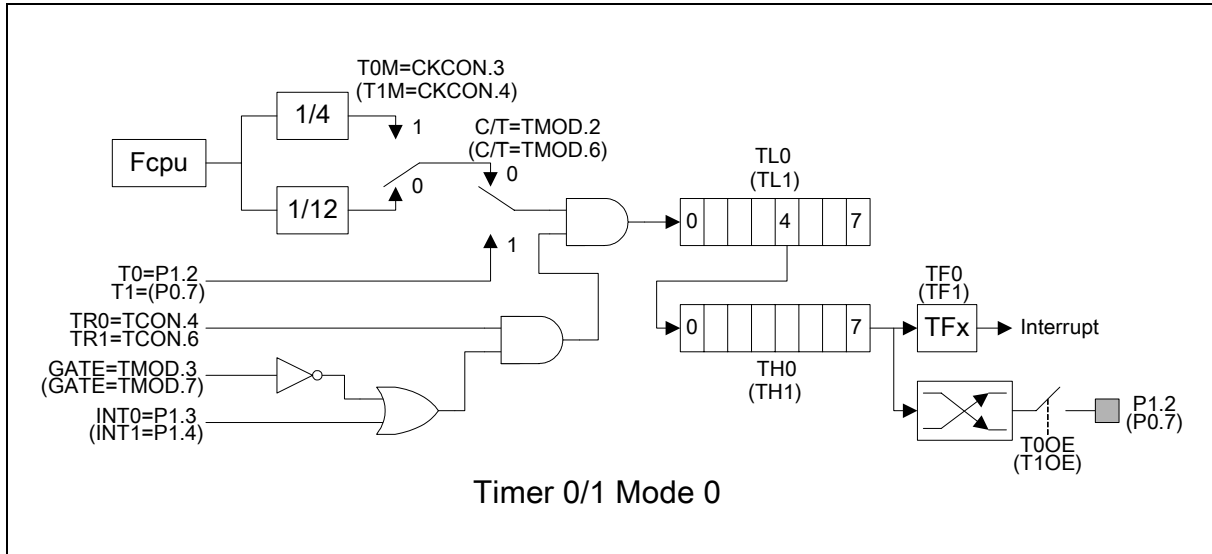 T0M=CKCON.3
(T1M=CKCON.4)
1/4
1
C/T=TMOD.2
(C/T=TMOD.6)
Fcpu
0
0
1/12
TL0
(TL1)
0 4 7
1
T0=P1.2
T1=(P0.7)
TF0
(TF1)
TR0=TCON.4
TR1=TCON.6
0 7
TFx
Interrupt
TH0
(TH1)
GATE=TMOD.3
(GATE=TMOD.7)
INT0=P1.3
(INT1=P1.4)
P1.2
(P0.7)
T0OE
(T1OE)
Timer 0/1 Mode 0